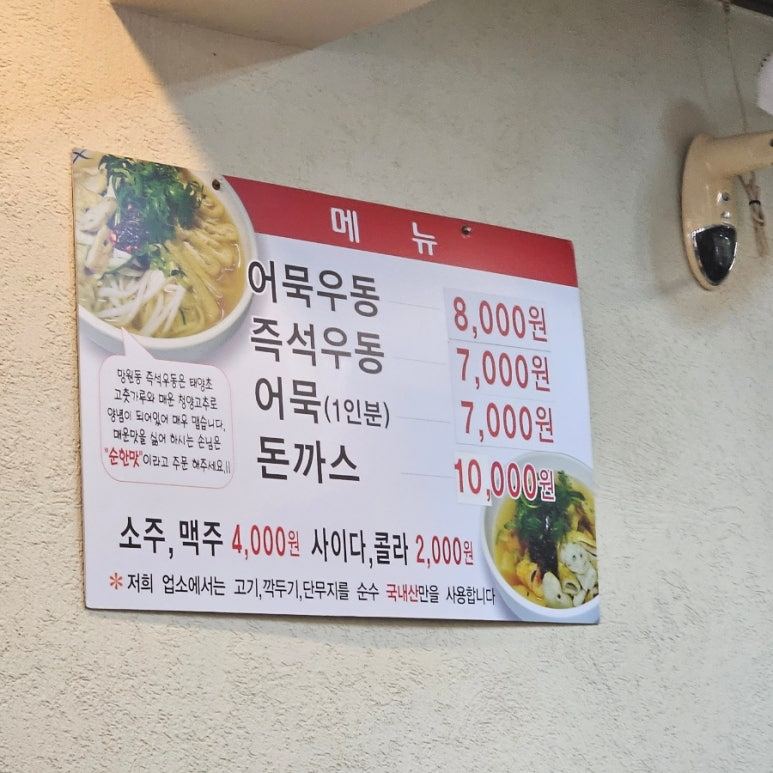 메 뉴
어묵우동 8,000원
즉석우동 7,000원
어묵(1인분) 7,000원
돈까스 10,000원
망원동 즉석우동은 태양초
고춧가루와 매운 청양고추로
양념이 되어있어 매우 맵습니다.
매운맛을 싫어 하시는 손님은
"순한맛"이라고 주문 해주세요.!!
소주, 맥주 4,000원 사이다,콜라 2,000원
*저희 업소에서는 고기,깍두기,단무지를 순수 국내산만을 사용합니다